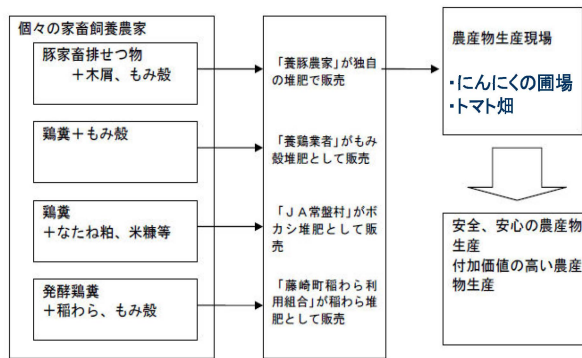 個々の家畜飼養農家
豚家畜排せつ物
＋木屑、もみ殻
鶏糞＋もみ殻
鶏糞
＋なたね粕、米糠等
発酵鶏糞
＋稲わら、もみ殻
「養豚農家」が独自
の堆肥で販売
「養鶏業者」がもみ
殻堆肥として販売
「ＪＡ常盤村」がボ
カシ堆肥として販
売
「藤崎町稲わら利
用組合」が稲わら堆
肥として販売
農産物生産現場
・にんにくの圃場
・トマト畑
安全、安心の農産物
生産
付加価値の高い農産
物生産